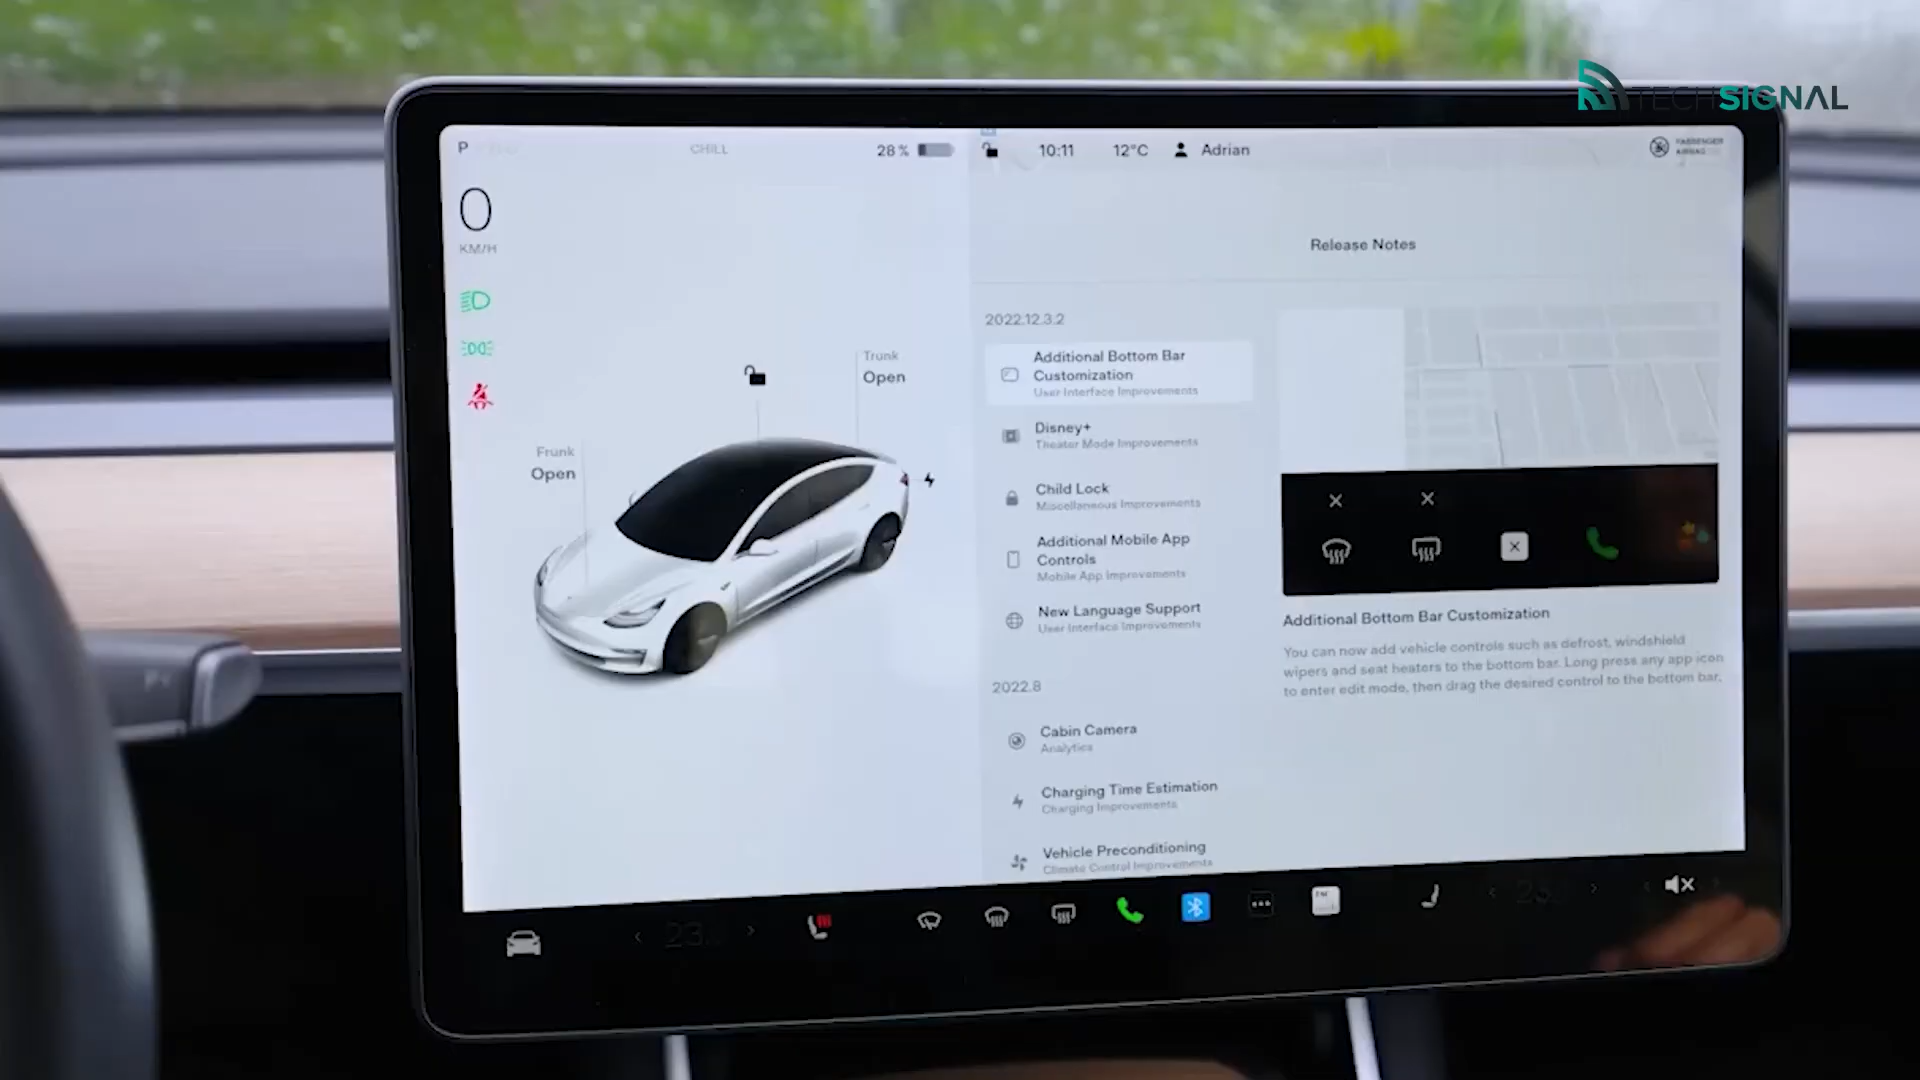 TECHSIGNAL
P
CHILL
28 %
10:11
12°C
Adrian
PASSENGER
AIRBAG
0
KM/H
Trunk
Open
Frunk
Open
Release Notes
2022.12.3.2
Additional Bottom Bar
Customization
User Interface Improvements
Disney+
Theater Mode Improvements
Child Lock
Miscellaneous Improvements
Additional Mobile App
Controls
Mobile App Improvements
New Language Support
User Interface Improvements
2022.8
Cabin Camera
Analytics
Charging Time Estimation
Charging Improvements
Vehicle Preconditioning
Climate Control Improvements
Additional Bottom Bar Customization
You can now add vehicle controls such as defrost, windshield
wipers and seat heaters to the bottom bar. Long press any app icon
to enter edit mode, then drag the desired control to the bottom bar.